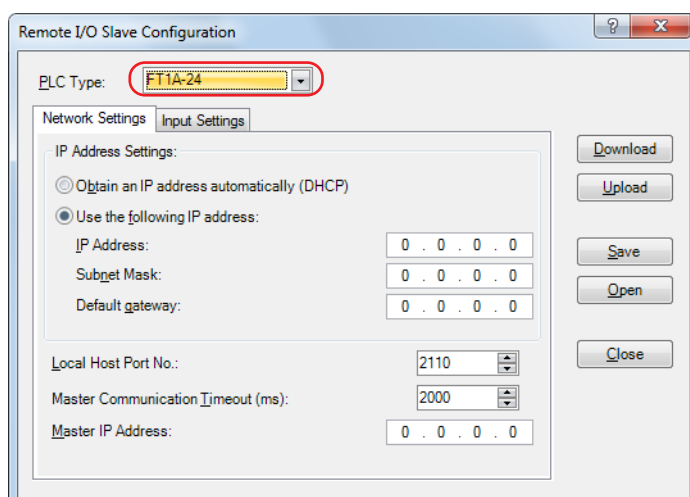 Remote I/O Slave Configuration
PLC Type: FT1A-24
Network Settings Input Settings
IP Address Settings:
Obtain an IP address automatically (DHCP)
Use the following IP address:
IP Address: 0 . 0 . 0 . 0
Subnet Mask: 0 . 0 . 0 . 0
Default gateway: 0 . 0 . 0 . 0
Local Host Port No.: 2110
Master Communication Timeout (ms): 2000
Master IP Address: 0 . 0 . 0 . 0
Download
Upload
Save
Open
Close